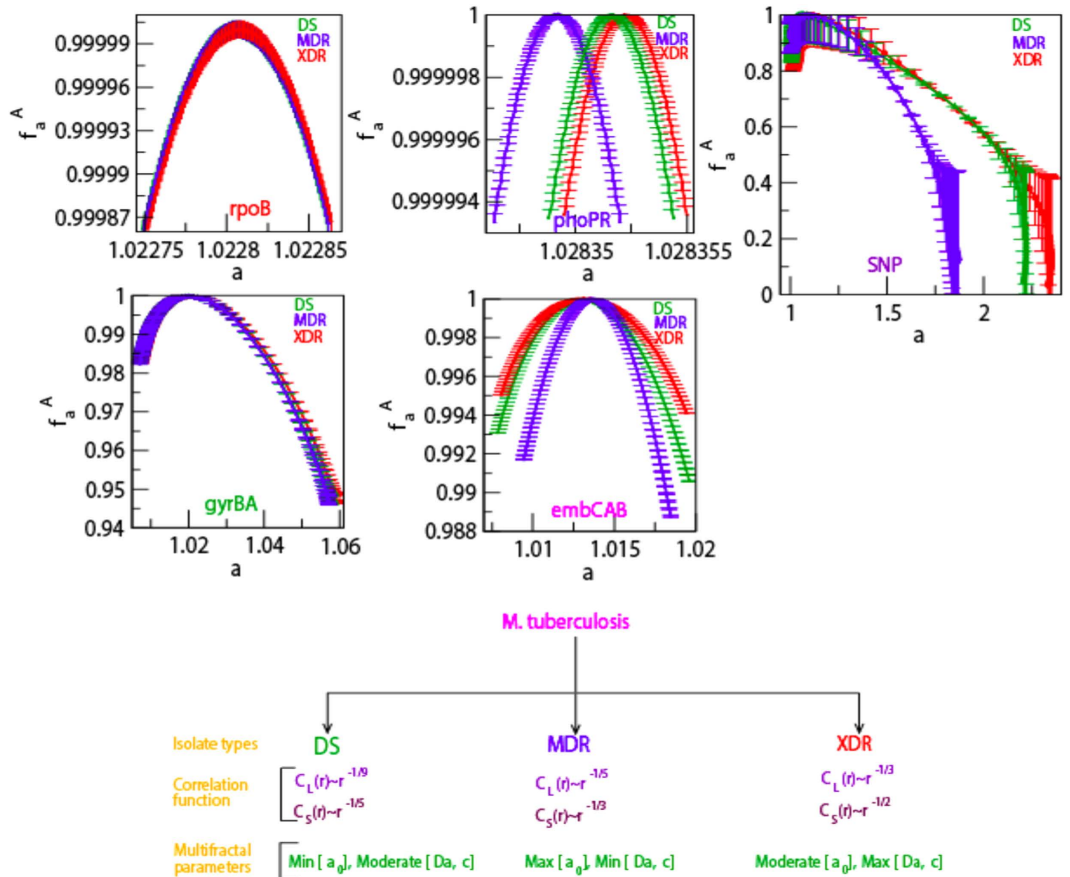 DS
MDR
XDR
0.99999
0.99996
0.99993
0.9999
0.99987
f_a^A
rpoB
1.02275
1.0228
1.02285
a
DS
MDR
XDR
1
0.999998
0.999996
0.999994
f_a^A
phoPR
1.028335
1.0283355
a
DS
MDR
XDR
1
0.8
0.6
0.4
0.2
0
f_a^A
SNP
1
1.5
2
a
DS
MDR
XDR
1
0.99
0.98
0.97
0.96
0.95
0.94
f_a^A
gyrBA
1.02
1.04
1.06
a
DS
MDR
XDR
1
0.998
0.996
0.994
0.992
0.99
0.988
f_a^A
embCAB
1.01
1.015
1.02
a
M. tuberculosis
Isolate types DS MDR XDR
Correlation function
C_L(r)~r^-1/9 C_L(r)~r^-1/5 C_L(r)~r^-1/3
C_S(r)~r^-1/5 C_S(r)~r^-1/3 C_S(r)~r^-1/2
Multifractal parameters
Min [ a_0], Moderate [ Da, c] Max [ a_0], Min [ Da, c] Moderate [ a_0], Max [ Da, c]